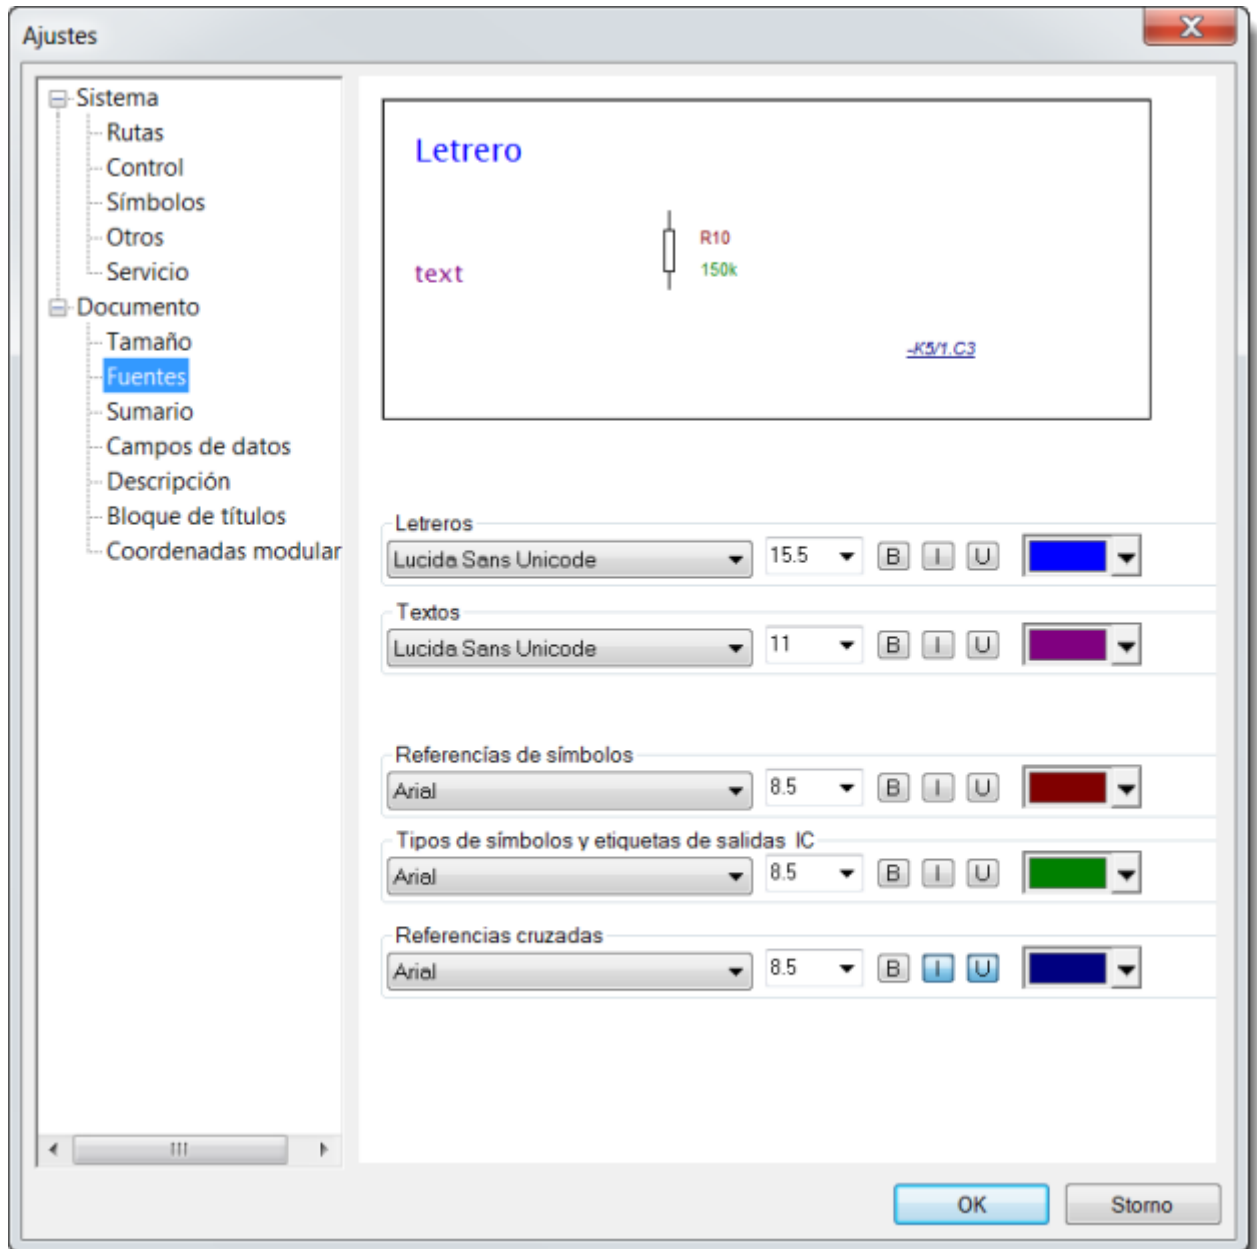 Ajustes
Sistema
Rutas
Control
Símbolos
Otros
Servicio
Documento
Tamaño
Fuentes
Sumario
Campos de datos
Descripción
Bloque de títulos
Coordenadas modular
Letrero
R10
text
150k
-K5/1.C3
Letreros
Lucida Sans Unicode 15.5 B I U
Textos
Lucida Sans Unicode 11 B I U
Referencías de símbolos
Arial 8.5 B I U
Tipos de símbolos y etiquetas de salidas IC
Arial 8.5 B I U
Referencias cruzadas
Arial 8.5 B I U
OK Storno